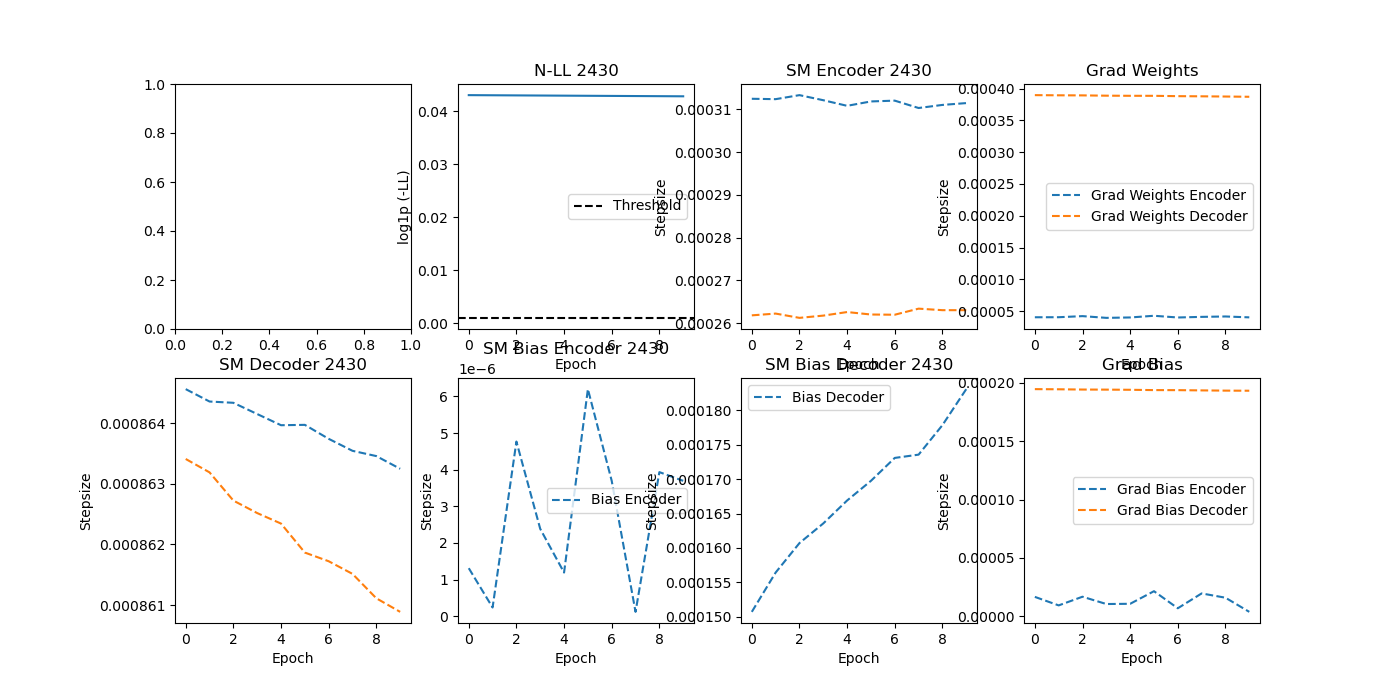 1.0
0.8
0.6
0.4
0.2
0.0
0.0 0.2 0.4 0.6 0.8 1.0
N-LL 2430
log1p (-LL)
0.04
0.03
0.02
0.01
0.00
Threshold
0 2 4 6 8
Epoch
SM Encoder 2430
Stepsize
0.00031
0.00030
0.00029
0.00028
0.00027
0.00026
0 2 4 6 8
Epoch
Grad Weights
Stepsize
0.00040
0.00035
0.00030
0.00025
0.00020
0.00015
0.00010
0.00005
Grad Weights Encoder
Grad Weights Decoder
0 2 4 6 8
Epoch
SM Decoder 2430
Stepsize
0.000864
0.000863
0.000862
0.000861
0 2 4 6 8
Epoch
SM Bias Encoder 2430
1e−6
Stepsize
6
5
4
3
2
1
0
Bias Encoder
0 2 4 6 8
Epoch
SM Bias Decoder 2430
Stepsize
0.000180
0.000175
0.000170
0.000165
0.000160
0.000155
0.000150
Bias Decoder
0 2 4 6 8
Epoch
Grad Bias
Stepsize
0.00020
0.00015
0.00010
0.00005
0.00000
Grad Bias Encoder
Grad Bias Decoder
0 2 4 6 8
Epoch